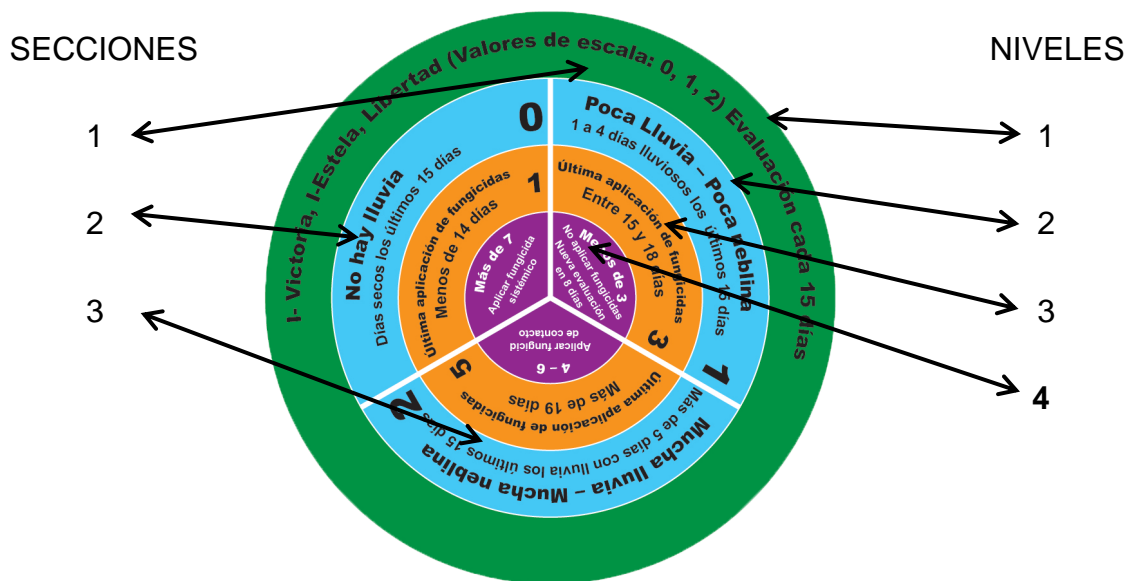 SECCIONES
NIVELES
1
2
3
1
2
3
4
I- Victoria, I-Estela, Libertad (Valores de escala: 0, 1, 2) Evaluación cada 15 días
No hay lluvia
Días secos los últimos 15 días
0
Poca Lluvia – Poca neblina
1 a 4 días lluviosos los últimos 15 días
1
Mucha lluvia – Mucha neblina
Más de 5 días con lluvia los últimos 15 días
2
Última aplicación de fungicidas
Menos de 14 días
1
Última aplicación de fungicidas
Entre 15 y 18 días
3
Última aplicación de fungicidas
Más de 19 días
5
Más de 7
Aplicar fungicida
sistémico
Menos de 3
No aplicar fungicidas
Nueva evaluación
en 8 días
4 – 6
Aplicar fungicid
de contacto